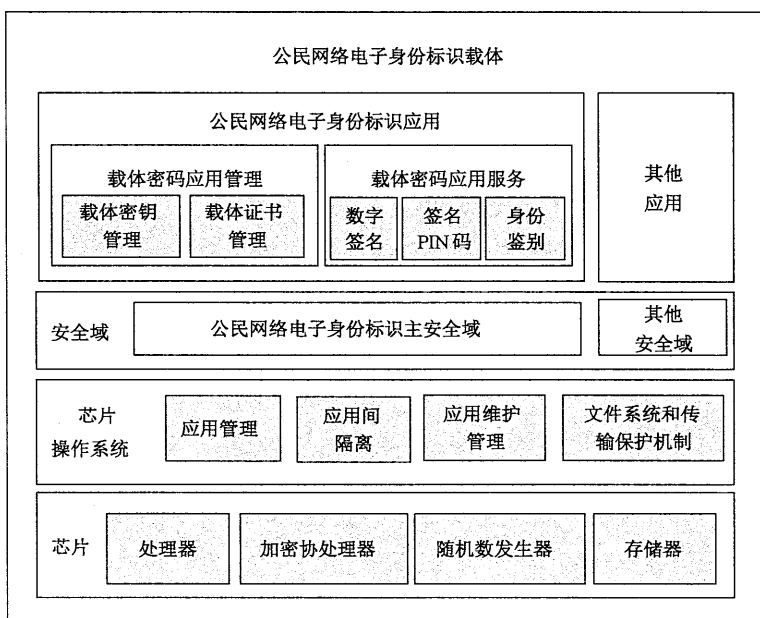 公民网络电子身份标识载体
公民网络电子身份标识应用
载体密码应用管理
载体密钥
管理
载体证书
管理
载体密码应用服务
数字
签名
签名
PIN码
身份
鉴别
其他
应用
安全域
公民网络电子身份标识主安全域
其他
安全域
芯片
操作系统
应用管理
应用间
隔离
应用维护
管理
文件系统和传
输保护机制
芯片
处理器
加密协处理器
随机数发生器
存储器